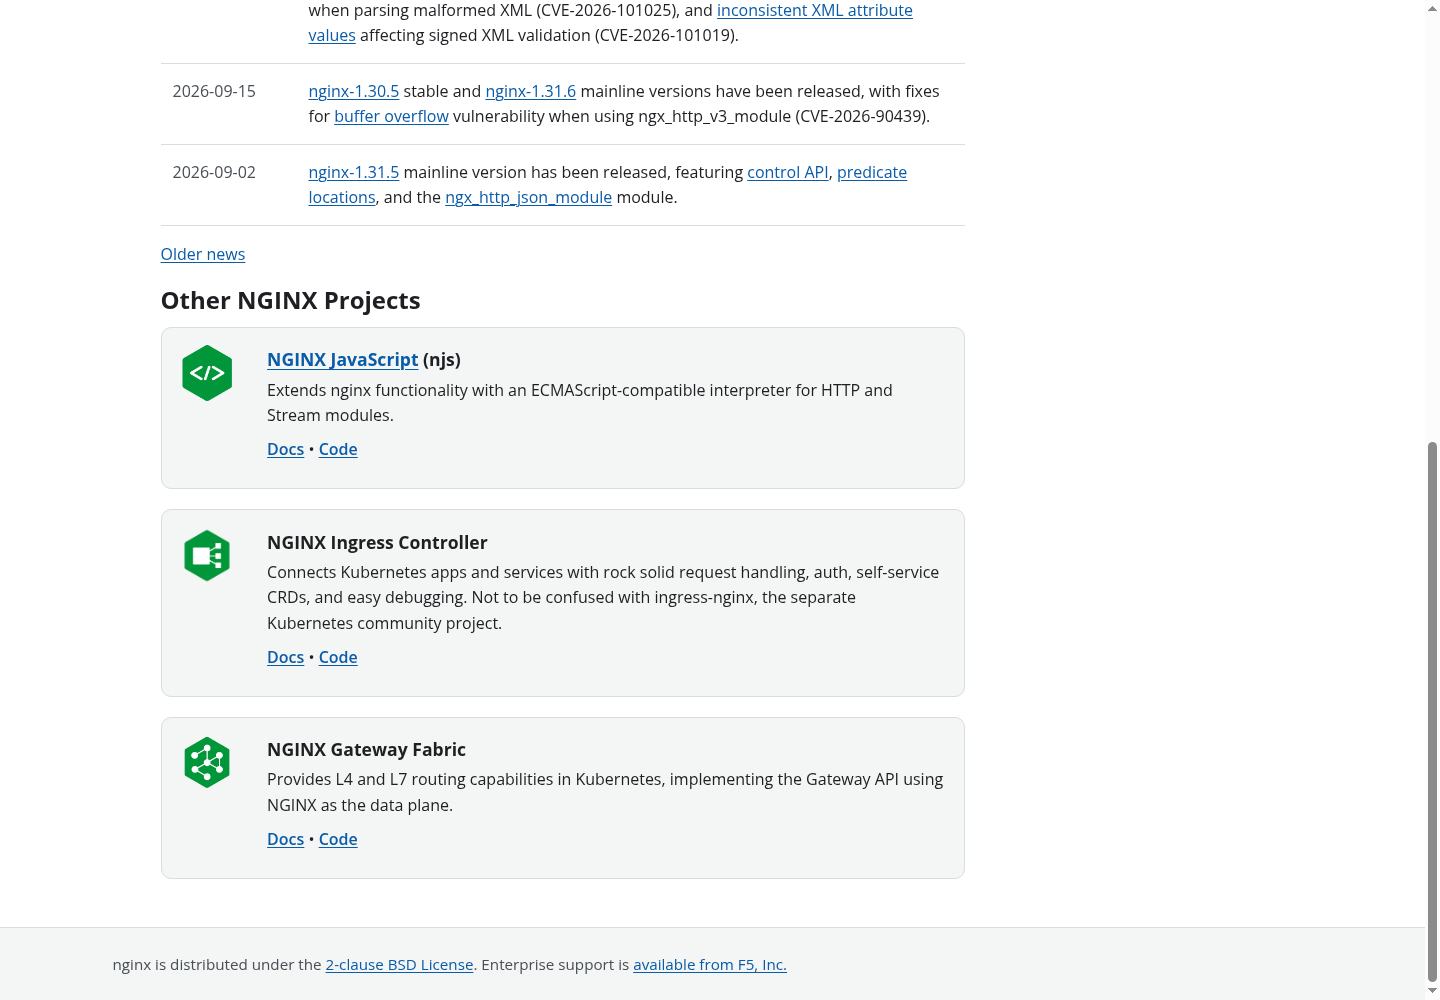 when parsing malformed XML (CVE-2026-101025), and inconsistent XML attribute
values affecting signed XML validation (CVE-2026-101019).
2026-09-15
nginx-1.30.5 stable and nginx-1.31.6 mainline versions have been released, with fixes
for buffer overflow vulnerability when using ngx_http_v3_module (CVE-2026-90439).
2026-09-02
nginx-1.31.5 mainline version has been released, featuring control API, predicate
locations, and the ngx_http_json_module module.
Older news
Other NGINX Projects
</>
NGINX JavaScript (njs)
Extends nginx functionality with an ECMAScript-compatible interpreter for HTTP and
Stream modules.
Docs • Code
NGINX Ingress Controller
Connects Kubernetes apps and services with rock solid request handling, auth, self-service
CRDs, and easy debugging. Not to be confused with ingress-nginx, the separate
Kubernetes community project.
Docs • Code
NGINX Gateway Fabric
Provides L4 and L7 routing capabilities in Kubernetes, implementing the Gateway API using
NGINX as the data plane.
Docs • Code
nginx is distributed under the 2-clause BSD License. Enterprise support is available from F5, Inc.